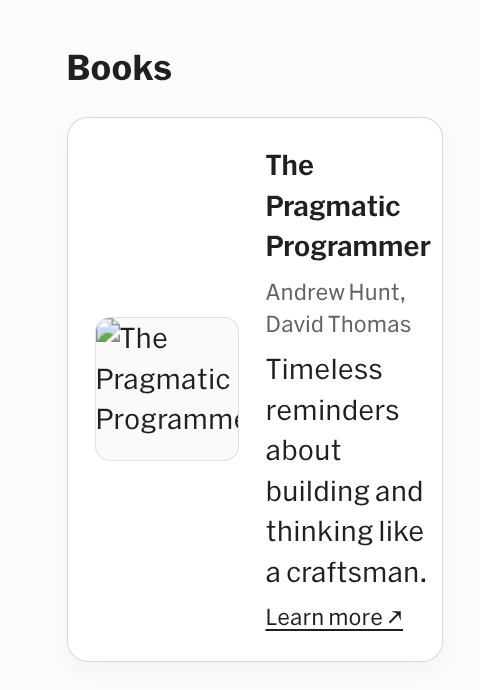 Books
The
Pragmatic
Programmer
Andrew Hunt,
David Thomas
Timeless
reminders
about
building and
thinking like
a craftsman.
Learn more ↗
The
Pragmatic
Programme